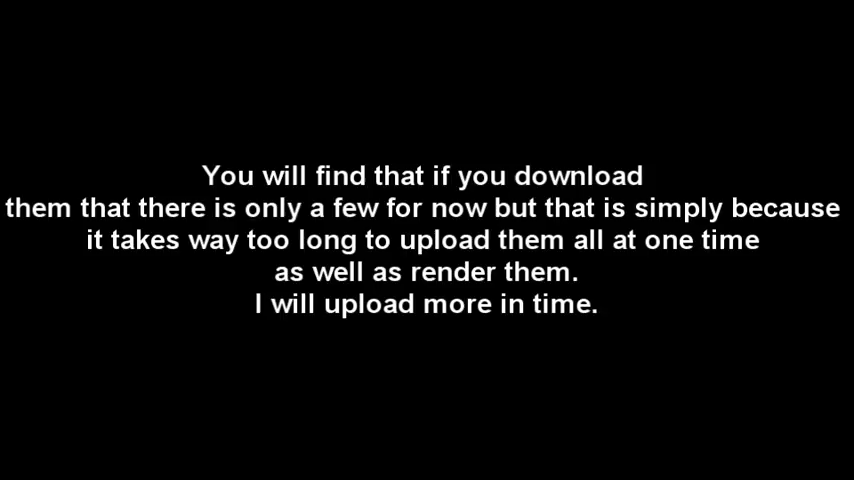 You will find that if you download
them that there is only a few for now but that is simply because
it takes way too long to upload them all at one time
as well as render them.
I will upload more in time.